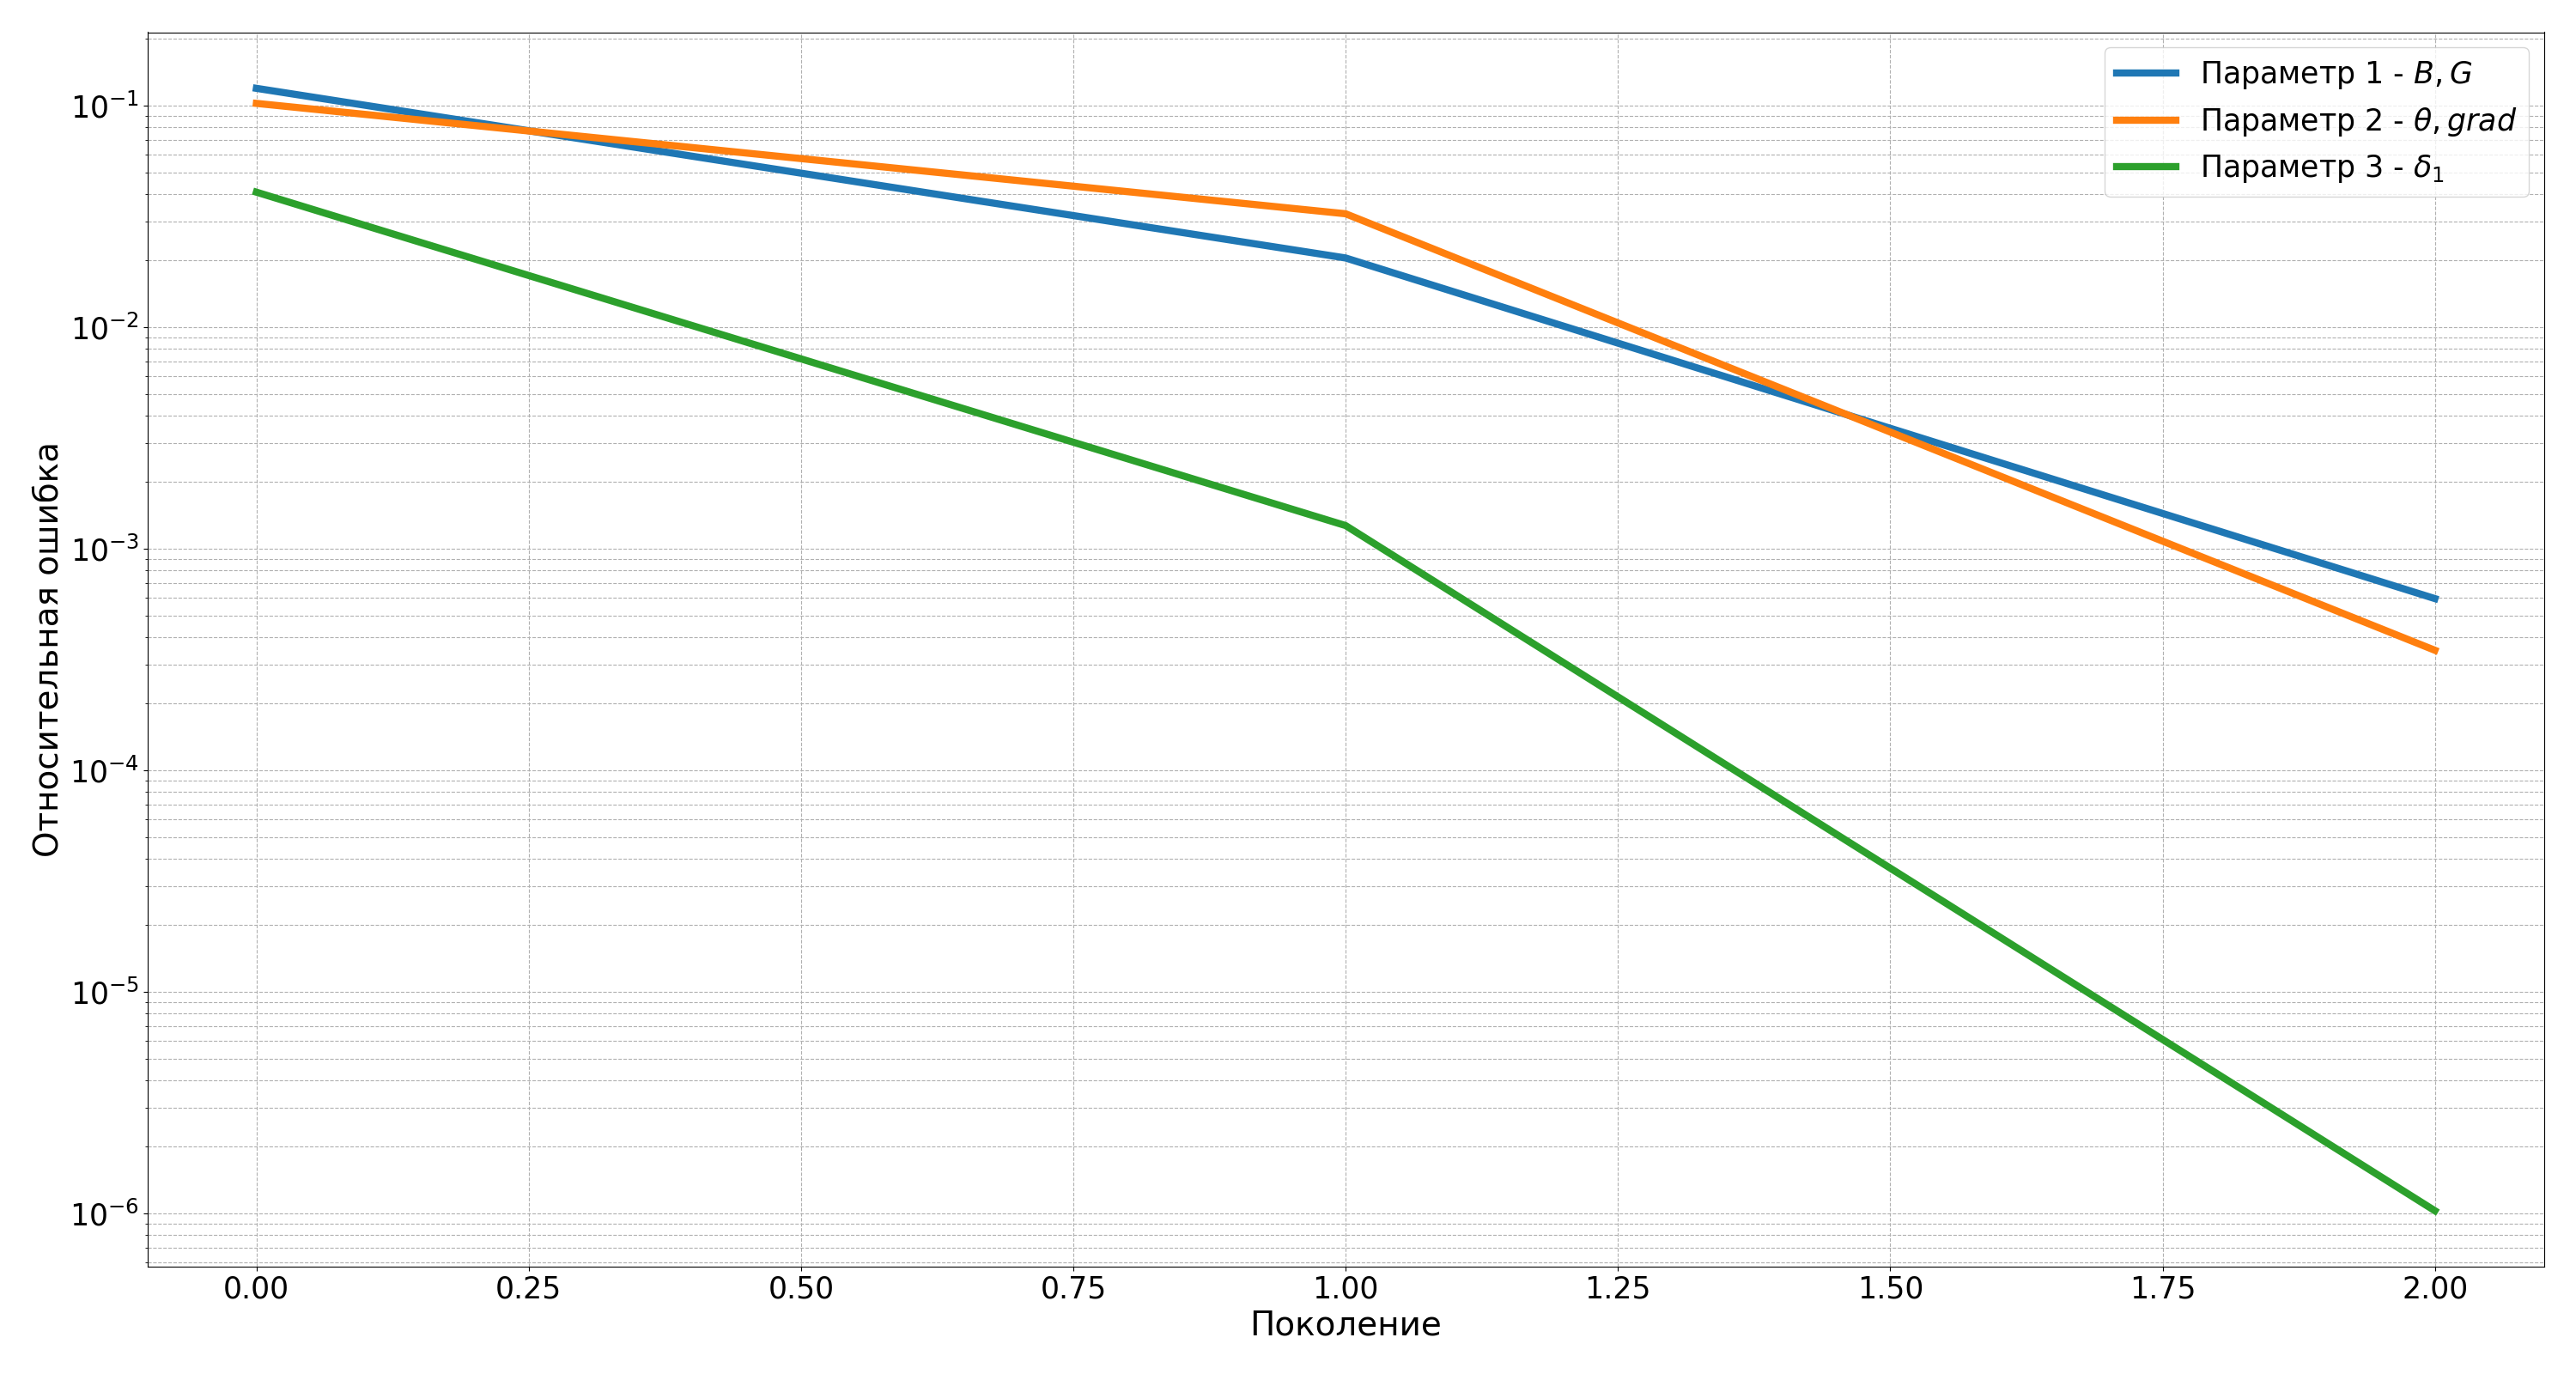 Параметр 1 - B, G
Параметр 2 - θ, grad
Параметр 3 - δ₁
Относительная ошибка
10⁻¹
10⁻²
10⁻³
10⁻⁴
10⁻⁵
10⁻⁶
0.00 0.25 0.50 0.75 1.00 1.25 1.50 1.75 2.00
Поколение